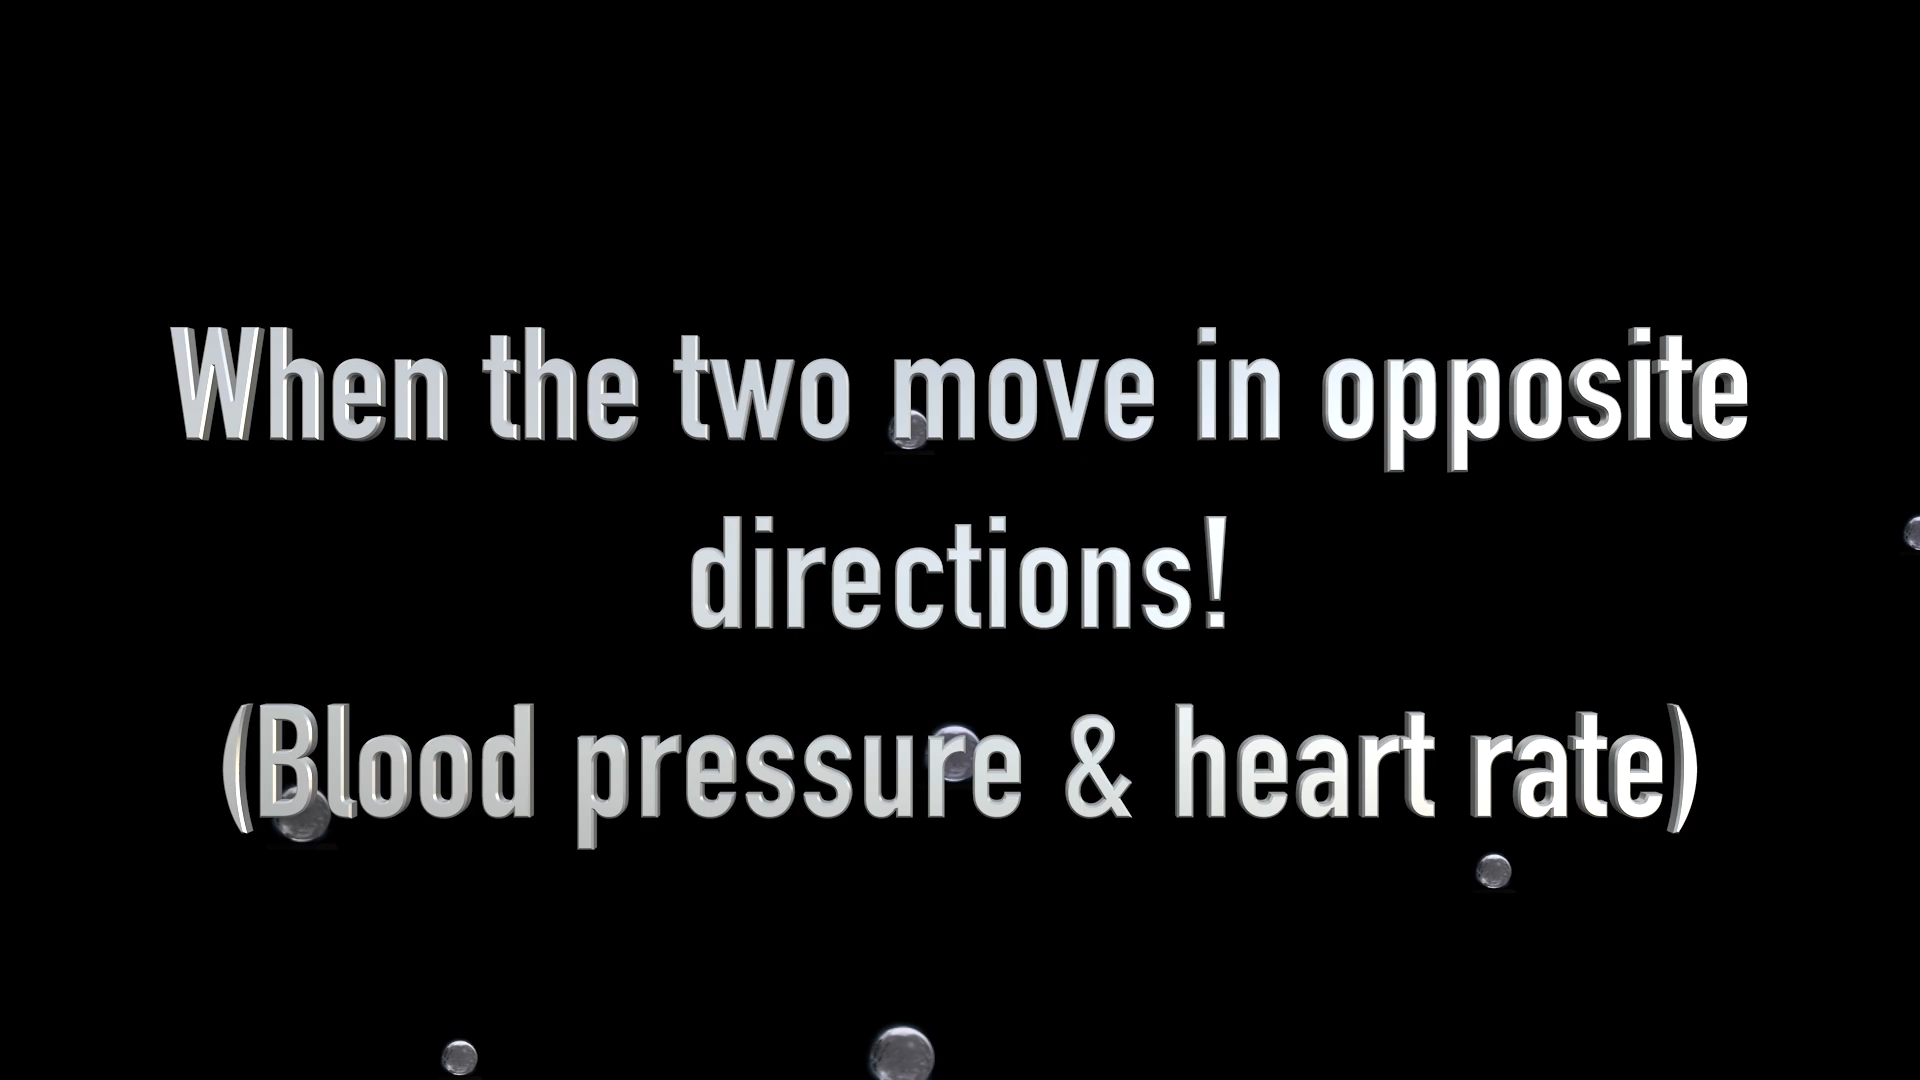 When the two move in opposite
directions!
(Blood pressure & heart rate)